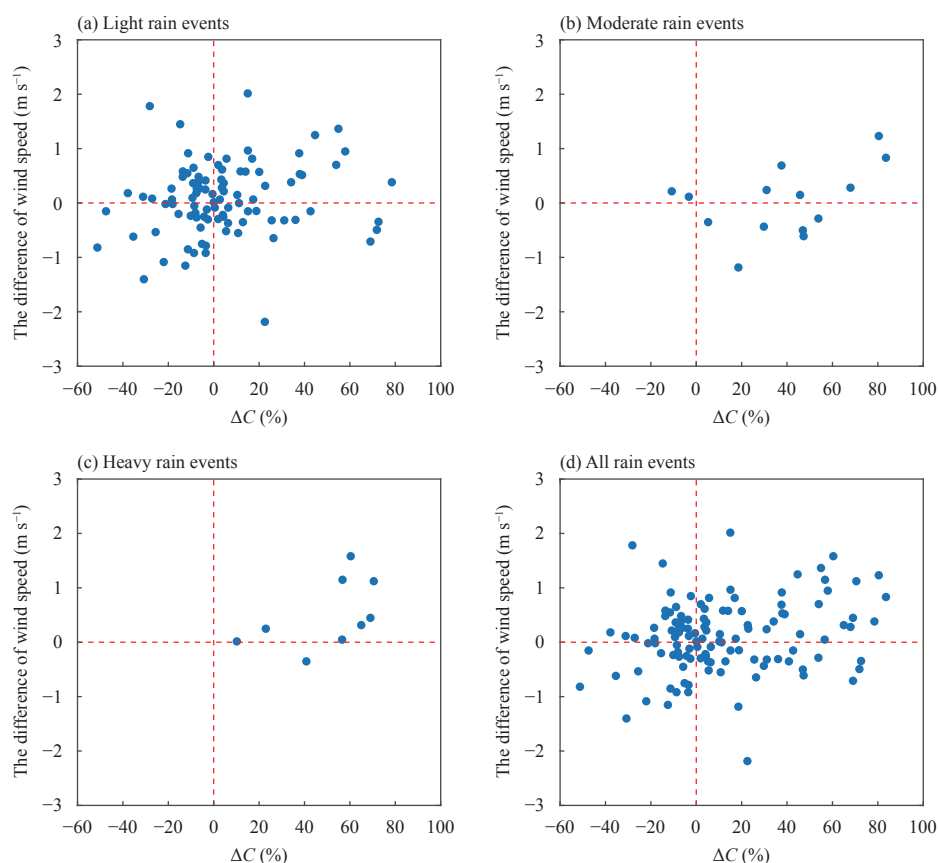 (a) Light rain events
3
2
1
0
−1
−2
−3
−60 −40 −20 0 20 40 60 80 100
The difference of wind speed (m s⁻¹)
ΔC (%)
(b) Moderate rain events
3
2
1
0
−1
−2
−3
−60 −40 −20 0 20 40 60 80 100
The difference of wind speed (m s⁻¹)
ΔC (%)
(c) Heavy rain events
3
2
1
0
−1
−2
−3
−60 −40 −20 0 20 40 60 80 100
The difference of wind speed (m s⁻¹)
ΔC (%)
(d) All rain events
3
2
1
0
−1
−2
−3
−60 −40 −20 0 20 40 60 80 100
The difference of wind speed (m s⁻¹)
ΔC (%)